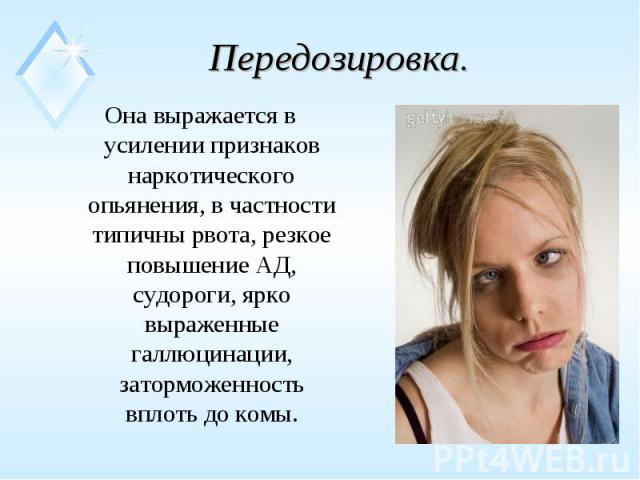 Передозировка.
Она выражается в
усилении признаков
наркотического
опьянения, в частности
типичны рвота, резкое
повышение АД,
судороги, ярко
выраженные
галлюцинации,
заторможенность
вплоть до комы.
PPt4WEB.ru